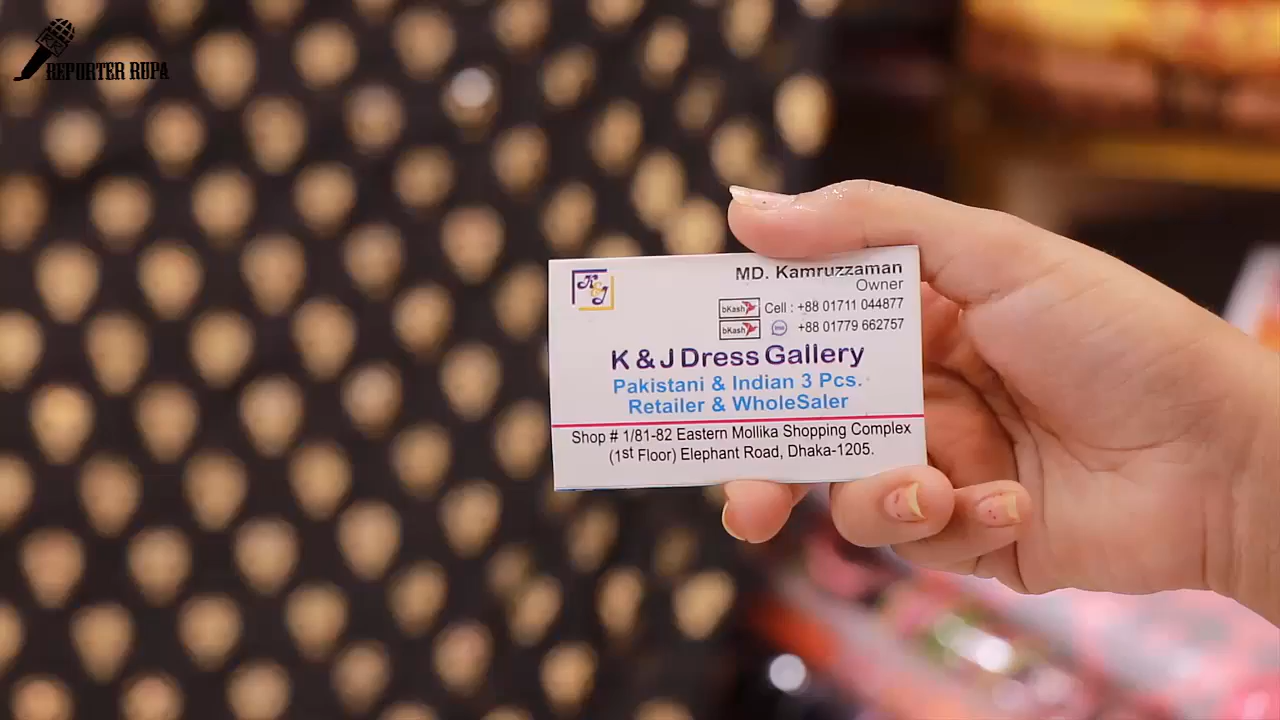 REPORTER RUPA
K&J
MD. Kamruzzaman
Owner
bKash Cell : +88 01711 044877
bKash +88 01779 662757
K & J Dress Gallery
Pakistani & Indian 3 Pcs.
Retailer & WholeSaler
Shop # 1/81-82 Eastern Mollika Shopping Complex
(1st Floor) Elephant Road, Dhaka-1205.